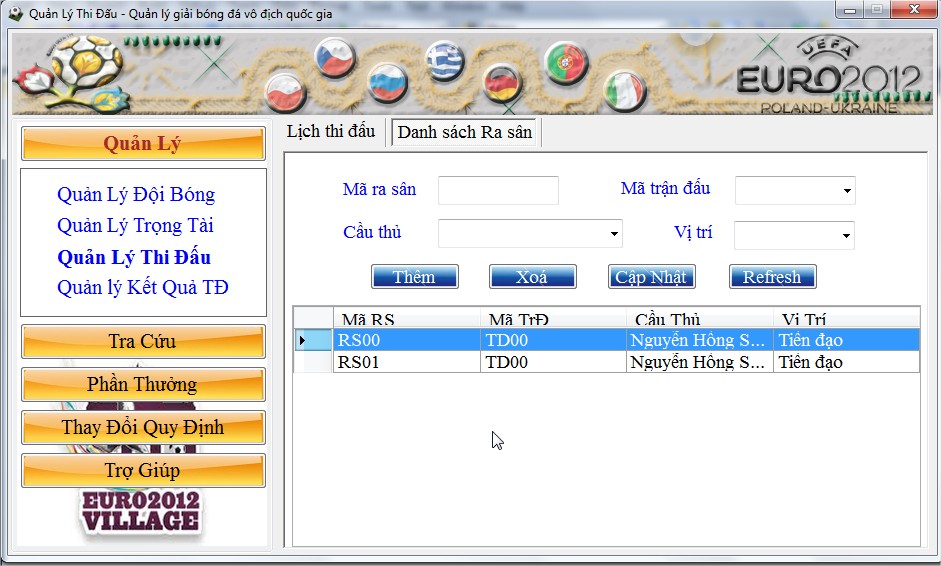 Quản Lý Thi Đấu - Quản lý giải bóng đá vô địch quốc gia
UEFA
EURO2012
POLAND-UKRAINE
Quản Lý
Quản Lý Đội Bóng
Quản Lý Trọng Tài
Quản Lý Thi Đấu
Quản lý Kết Quả TĐ
Tra Cứu
Phần Thưởng
Thay Đổi Quy Định
Trợ Giúp
EURO2012
VILLAGE
Lịch thi đấu
Danh sách Ra sân
Mã ra sân
Mã trận đấu
Cầu thủ
Vị trí
Thêm
Xoá
Cập Nhật
Refresh
Mã RS Mã TrĐ Cầu Thủ Vị Trí
RS00 TD00 Nguyễn Hồng S... Tiền đạo
RS01 TD00 Nguyễn Hồng S... Tiền đạo